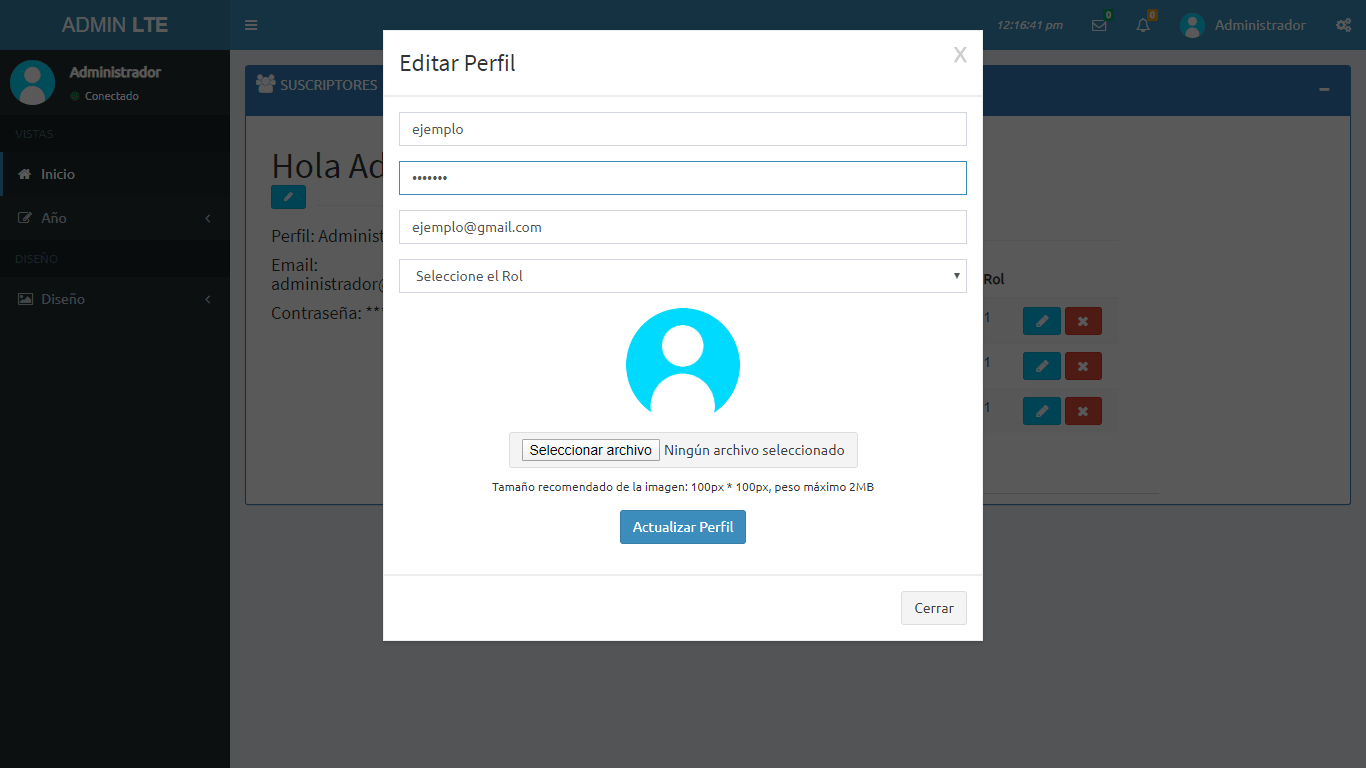 ADMIN LTE
12:16:41 pm
0
0
Administrador
Administrador
Conectado
VISTAS
Inicio
Año
DISEÑO
Diseño
SUSCRIPTORES
Hola Ad
Perfil: Administ
Email:
administrador@
Contraseña: **
Rol
1
1
1
Editar Perfil
X
ejemplo
•••••••
ejemplo@gmail.com
Seleccione el Rol
Seleccionar archivo Ningún archivo seleccionado
Tamaño recomendado de la imagen: 100px * 100px, peso máximo 2MB
Actualizar Perfil
Cerrar